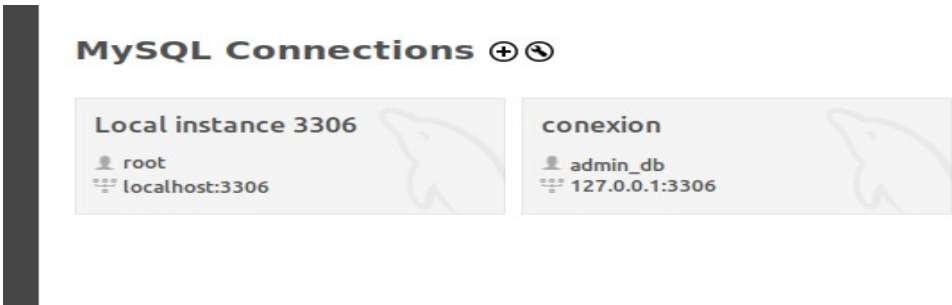 MySQL Connections
Local instance 3306
root
localhost:3306
conexion
admin_db
127.0.0.1:3306